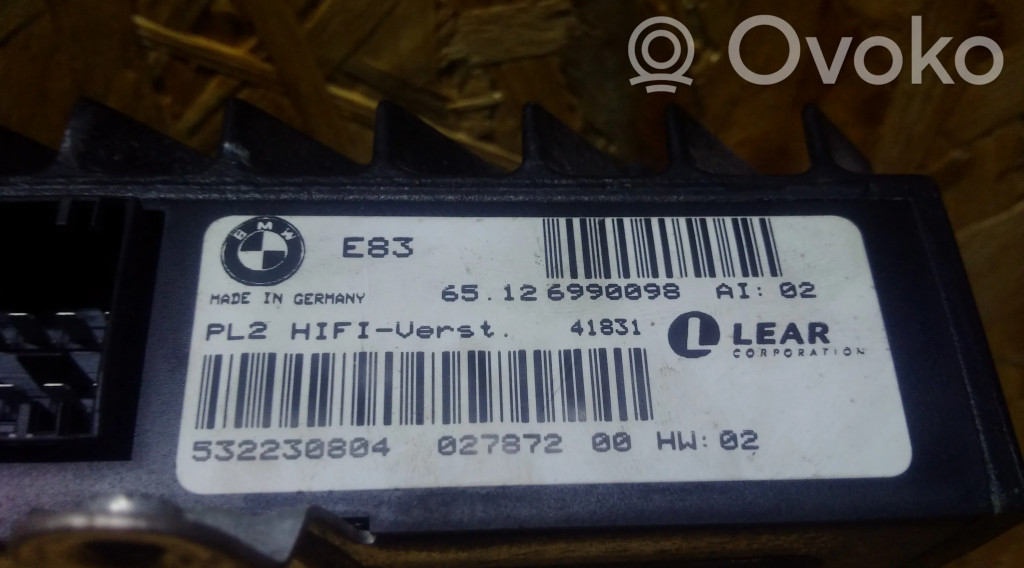 Ovoko
BMW
E83
MADE IN GERMANY
65.12 6990098 AI: 02
PL2 HIFI-Verst. 41831
LEAR
CORPORATION
532230804 027872 00 HW:02